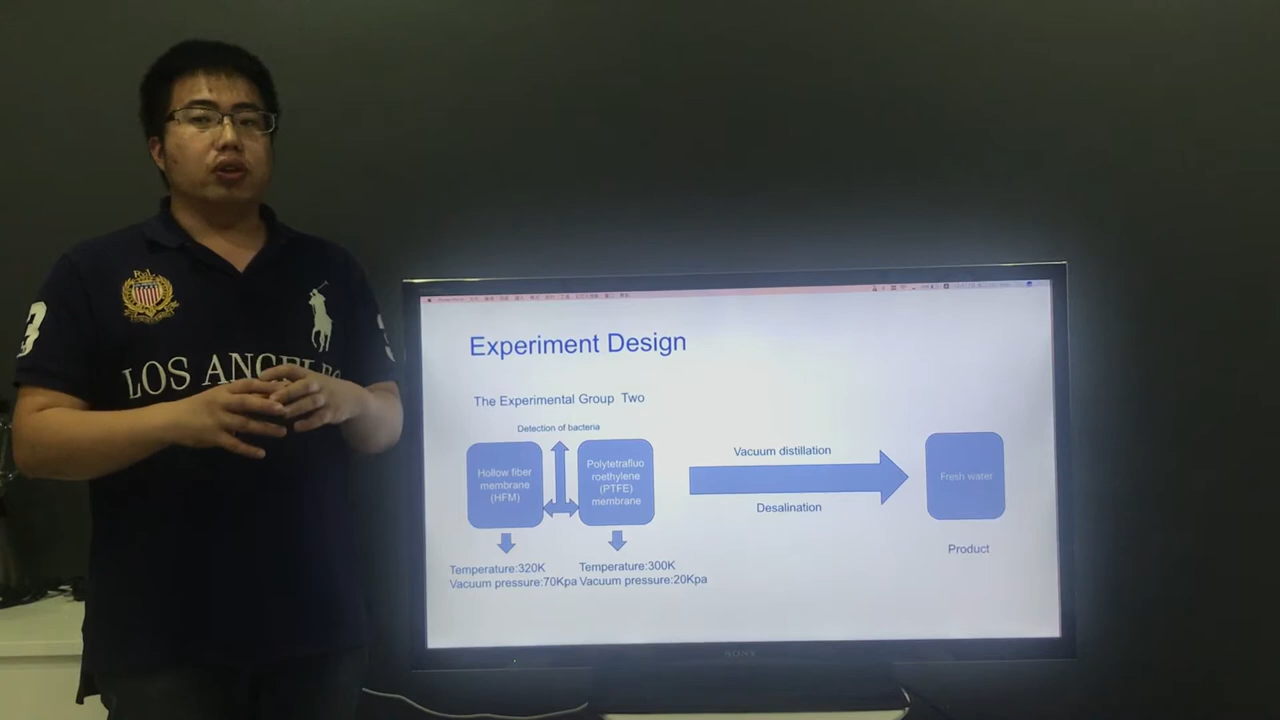 3
R.L.
LOS ANGELES
Experiment Design
The Experimental Group Two
Detection of bacteria
Hollow fiber
membrane
(HFM)
Polytetrafluo
roethylene
(PTFE)
membrane
Vacuum distillation
Desalination
Fresh water
Product
Temperature:320K
Vacuum pressure:70Kpa
Temperature:300K
Vacuum pressure:20Kpa
SONY